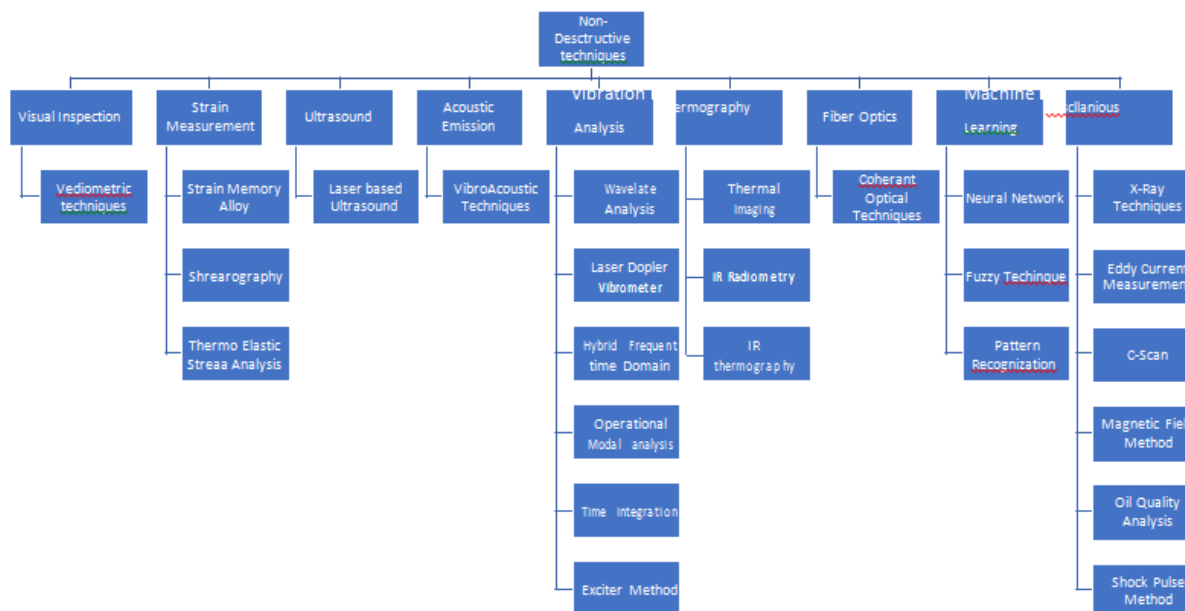 Non-
Desctructive
techniques
Visual Inspection
Strain
Measurement
Ultrasound
Acoustic
Emission
Vibration
Analysis
ermography
Fiber Optics
Machine
Learning
scllanious
Vediometric
techniques
Strain Memory
Alloy
Shrearography
Thermo Elastic
Streaa Analysis
Laser based
Ultrasound
VibroAcoustic
Techniques
Wavelate
Analysis
Laser Dopler
Vibrometer
Hybrid Frequent
time Domain
Operational
Modal analysis
Time Integration
Exciter Method
Thermal
Imaging
IR Radiometry
IR
thermography
Coherant
Optical
Techniques
Neural Network
Fuzzy Techinque
Pattern
Recognization
X-Ray
Techniques
Eddy Current
Measuremen
C-Scan
Magnetic Field
Method
Oil Quality
Analysis
Shock Pulse
Method